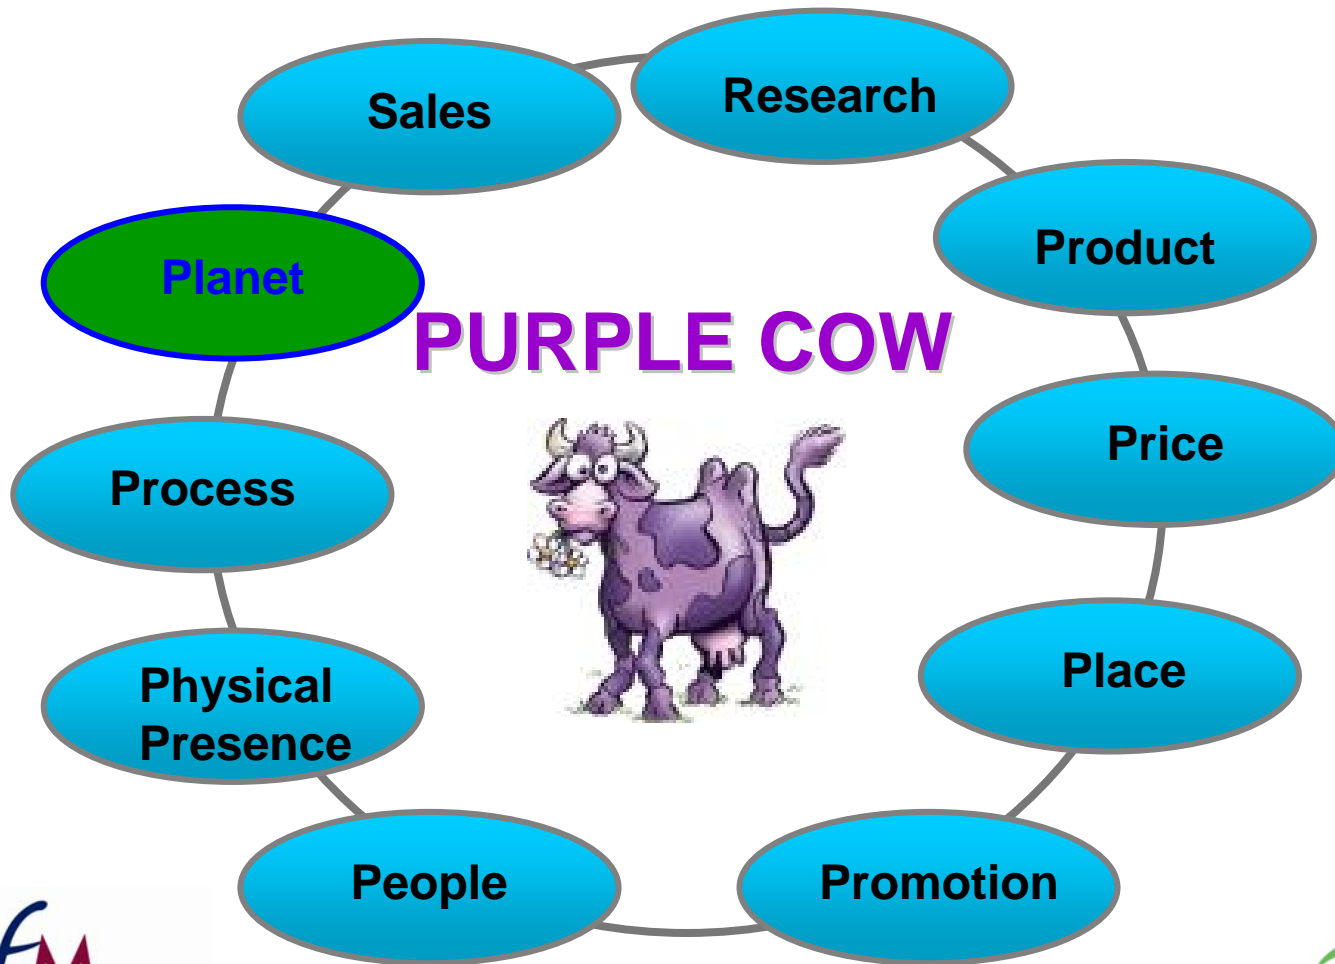 Sales
Research
Product
Planet
PURPLE COW
Price
Process
Place
Physical
Presence
People
Promotion